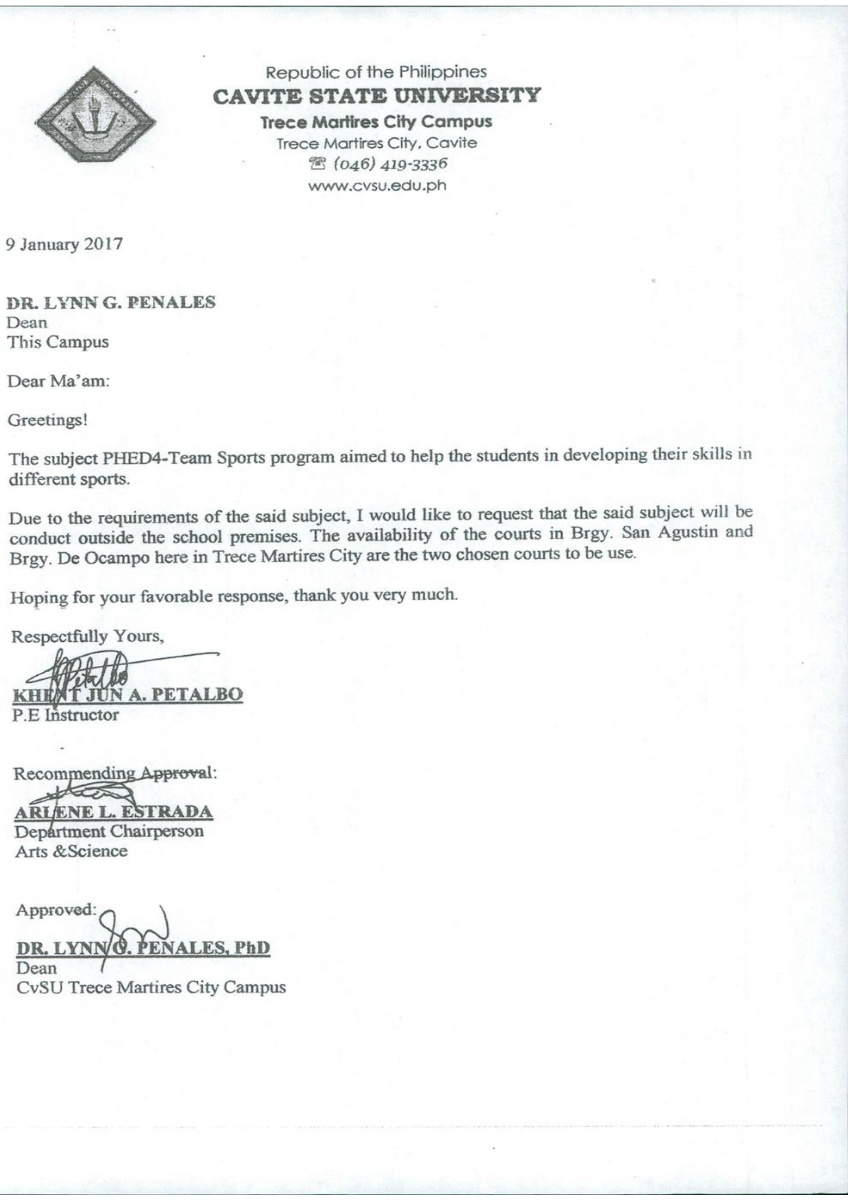 Republic of the Philippines
CAVITE STATE UNIVERSITY
Trece Martires City Campus
Trece Martires City, Cavite
☏ (046) 419-3336
www.cvsu.edu.ph
9 January 2017
DR. LYNN G. PENALES
Dean
This Campus
Dear Ma'am:
Greetings!
The subject PHED4-Team Sports program aimed to help the students in developing their skills in
different sports.
Due to the requirements of the said subject, I would like to request that the said subject will be
conduct outside the school premises. The availability of the courts in Brgy. San Agustin and
Brgy. De Ocampo here in Trece Martires City are the two chosen courts to be use.
Hoping for your favorable response, thank you very much.
Respectfully Yours,
KHENT JUN A. PETALBO
P.E Instructor
Recommending Approval:
ARLENE L. ESTRADA
Department Chairperson
Arts &Science
Approved:
DR. LYNN G. PENALES, PhD
Dean
CvSU Trece Martires City Campus